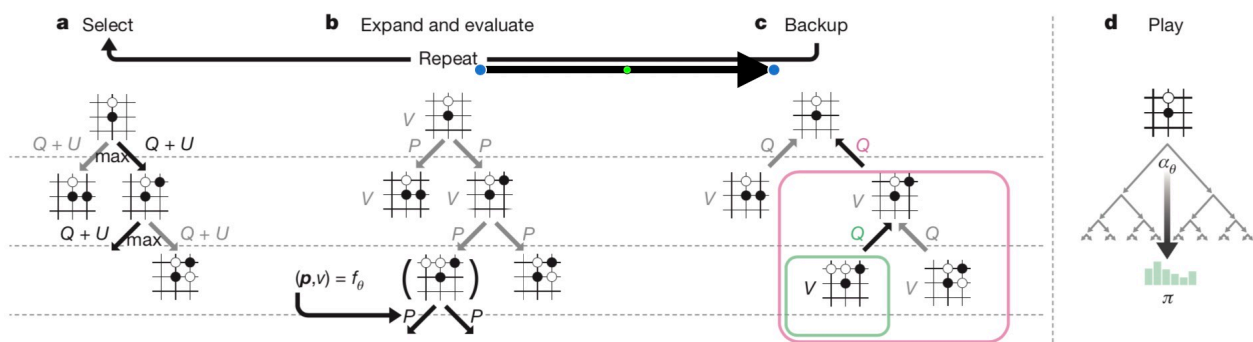 a Select
b Expand and evaluate
c Backup
d Play
Repeat
Q + U
max
Q + U
Q + U
max
Q + U
V
P
P
V
V
P
P
(p,v) = fθ
P
P
Q
Q
V
V
Q
Q
V
V
αθ
π